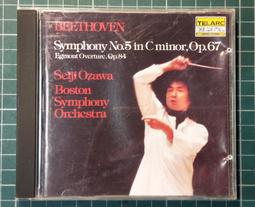 BEETHOVEN
TELARC
Symphony No.5 in C minor, Op.67
Egmont Overture, Op.84
Seiji Ozawa
Boston
Symphony
Orchestra